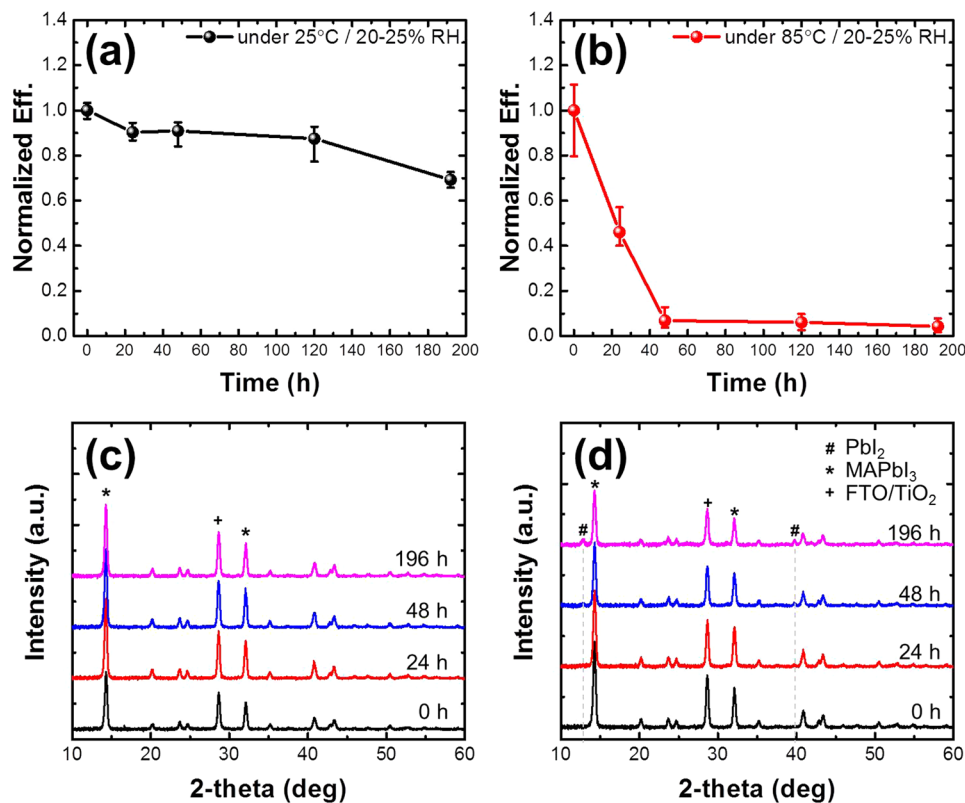 (a)
under 25°C / 20-25% RH.
Normalized Eff.
1.4
1.2
1.0
0.8
0.6
0.4
0.2
0.0
0 20 40 60 80 100 120 140 160 180 200
Time (h)
(b)
under 85°C / 20-25% RH.
Normalized Eff.
1.4
1.2
1.0
0.8
0.6
0.4
0.2
0.0
0 20 40 60 80 100 120 140 160 180 200
Time (h)
(c)
Intensity (a.u.)
*
+
*
196 h
48 h
24 h
0 h
10 20 30 40 50 60
2-theta (deg)
(d)
# PbI₂
* MAPbI₃
+ FTO/TiO₂
Intensity (a.u.)
*
+
*
#
#
196 h
48 h
24 h
0 h
10 20 30 40 50 60
2-theta (deg)